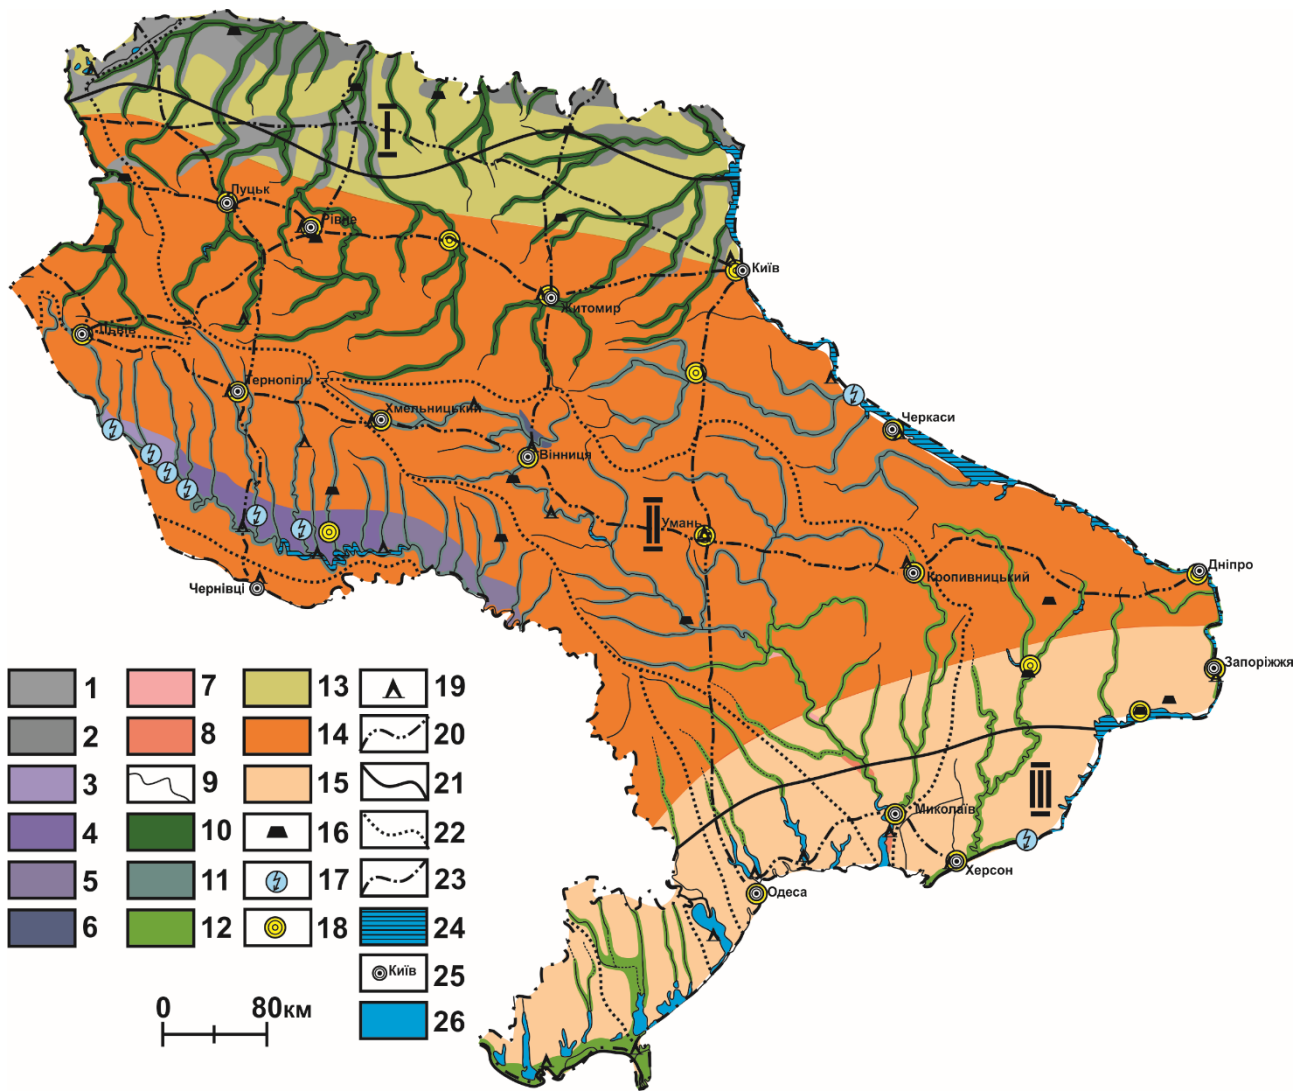 I
Луцьк
Рівне
Київ
Житомир
Львів
Тернопіль
Хмельницький
Черкаси
Вінниця
II
Умань
Кропивницький
Дніпро
Чернівці
Запоріжжя
III
Миколаїв
Херсон
Одеса
1 7 13 19
2 8 14 20
3 9 15 21
4 10 16 22
5 11 17 23
6 12 18 24
Київ 25
26
0 80км